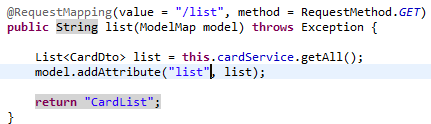 @RequestMapping(value = "/list", method = RequestMethod.GET)
public String list(ModelMap model) throws Exception {
List<CardDto> list = this.cardService.getAll();
model.addAttribute("list", list);
return "CardList";
}